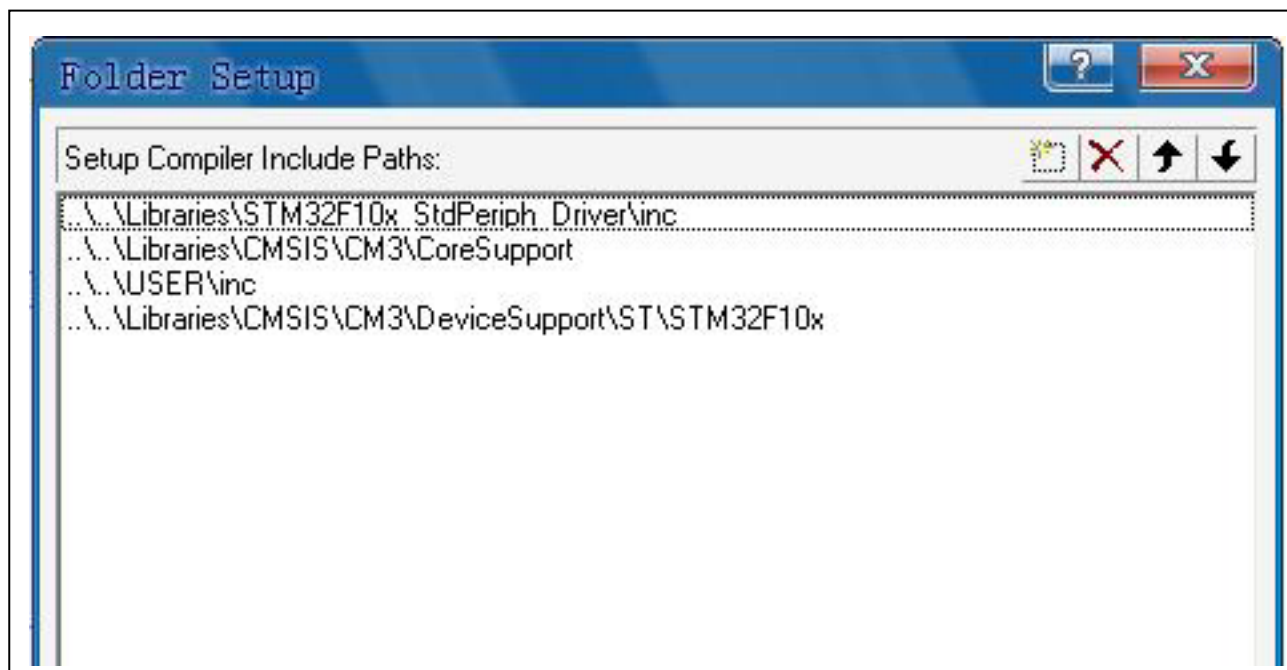 Folder Setup
Setup Compiler Include Paths:
..\..\Libraries\STM32F10x_StdPeriph_Driver\inc
..\..\Libraries\CMSIS\CM3\CoreSupport
..\..\USER\inc
..\..\Libraries\CMSIS\CM3\DeviceSupport\ST\STM32F10x